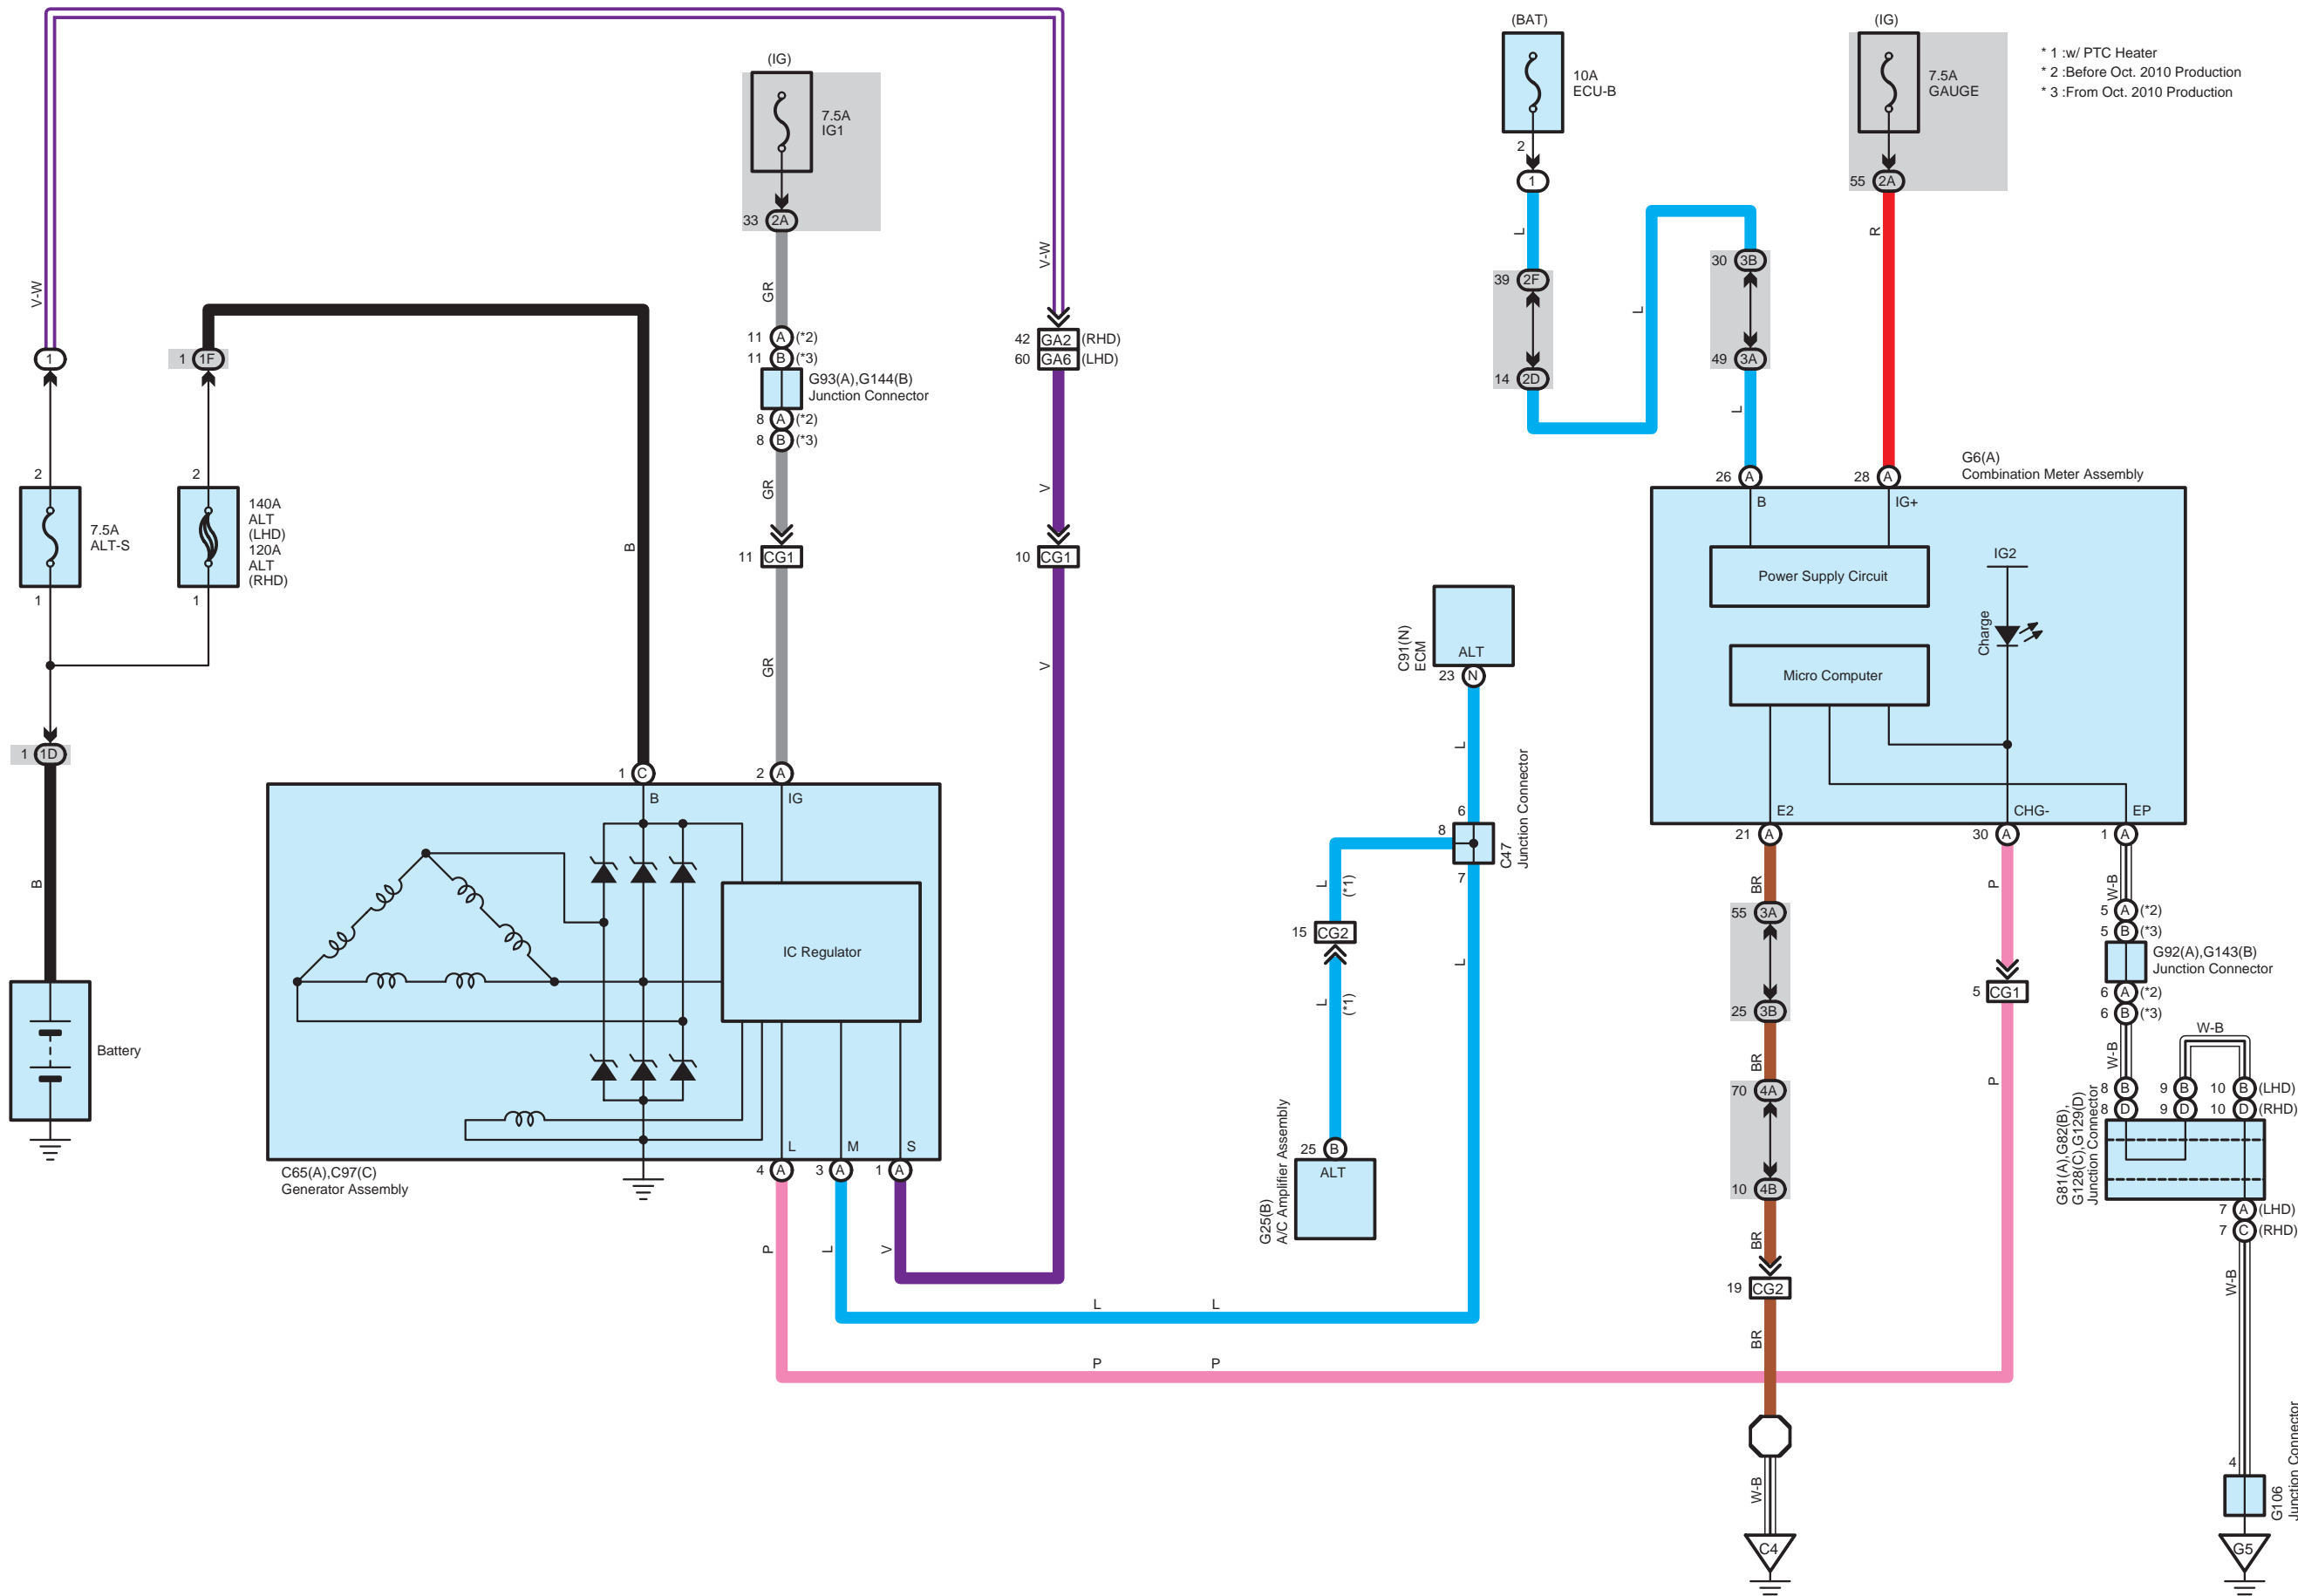 (BAT)
(IG)
* 1 :w/ PTC Heater
* 2 :Before Oct. 2010 Production
* 3 :From Oct. 2010 Production
(IG)
7.5A
IG1
10A
ECU-B
7.5A
GAUGE
2
1
55 2A
33 2A
V-W
V-W
GR
L
R
L
39 2F
30 3B
14 2D
49 3A
L
1
1 1F
11 A (*2)
11 B (*3)
G93(A),G144(B)
Junction Connector
8 A (*2)
8 B (*3)
42 GA2 (RHD)
60 GA6 (LHD)
2
7.5A
ALT-S
1
2
140A
ALT
(LHD)
120A
ALT
(RHD)
1
B
GR
V
11 CG1
10 CG1
GR
V
26 A
28 A
G6(A)
Combination Meter Assembly
B
IG+
Power Supply Circuit
IG2
Charge
Micro Computer
E2
CHG-
EP
21 A
30 A
1 A
C91(N)
ECM
ALT
23 N
L
6
8
7
C47
Junction Connector
L
(*1)
15 CG2
L
(*1)
L
25 B
ALT
G25(B)
A/C Amplifier Assembly
1 1D
B
Battery
1 C
2 A
B
IG
IC Regulator
L
M
S
C65(A),C97(C)
Generator Assembly
4 A
3 A
1 A
P
L
V
L
L
P
P
BR
55 3A
25 3B
BR
70 4A
10 4B
BR
19 CG2
BR
W-B
C4
P
5 CG1
P
W-B
5 A (*2)
5 B (*3)
G92(A),G143(B)
Junction Connector
6 A (*2)
6 B (*3)
W-B
W-B
8 B
9 B
10 B (LHD)
8 D
9 D
10 D (RHD)
G81(A),G82(B),
G128(C),G129(D)
Junction Connector
7 A (LHD)
7 C (RHD)
W-B
4
G106
Junction Connector
G5